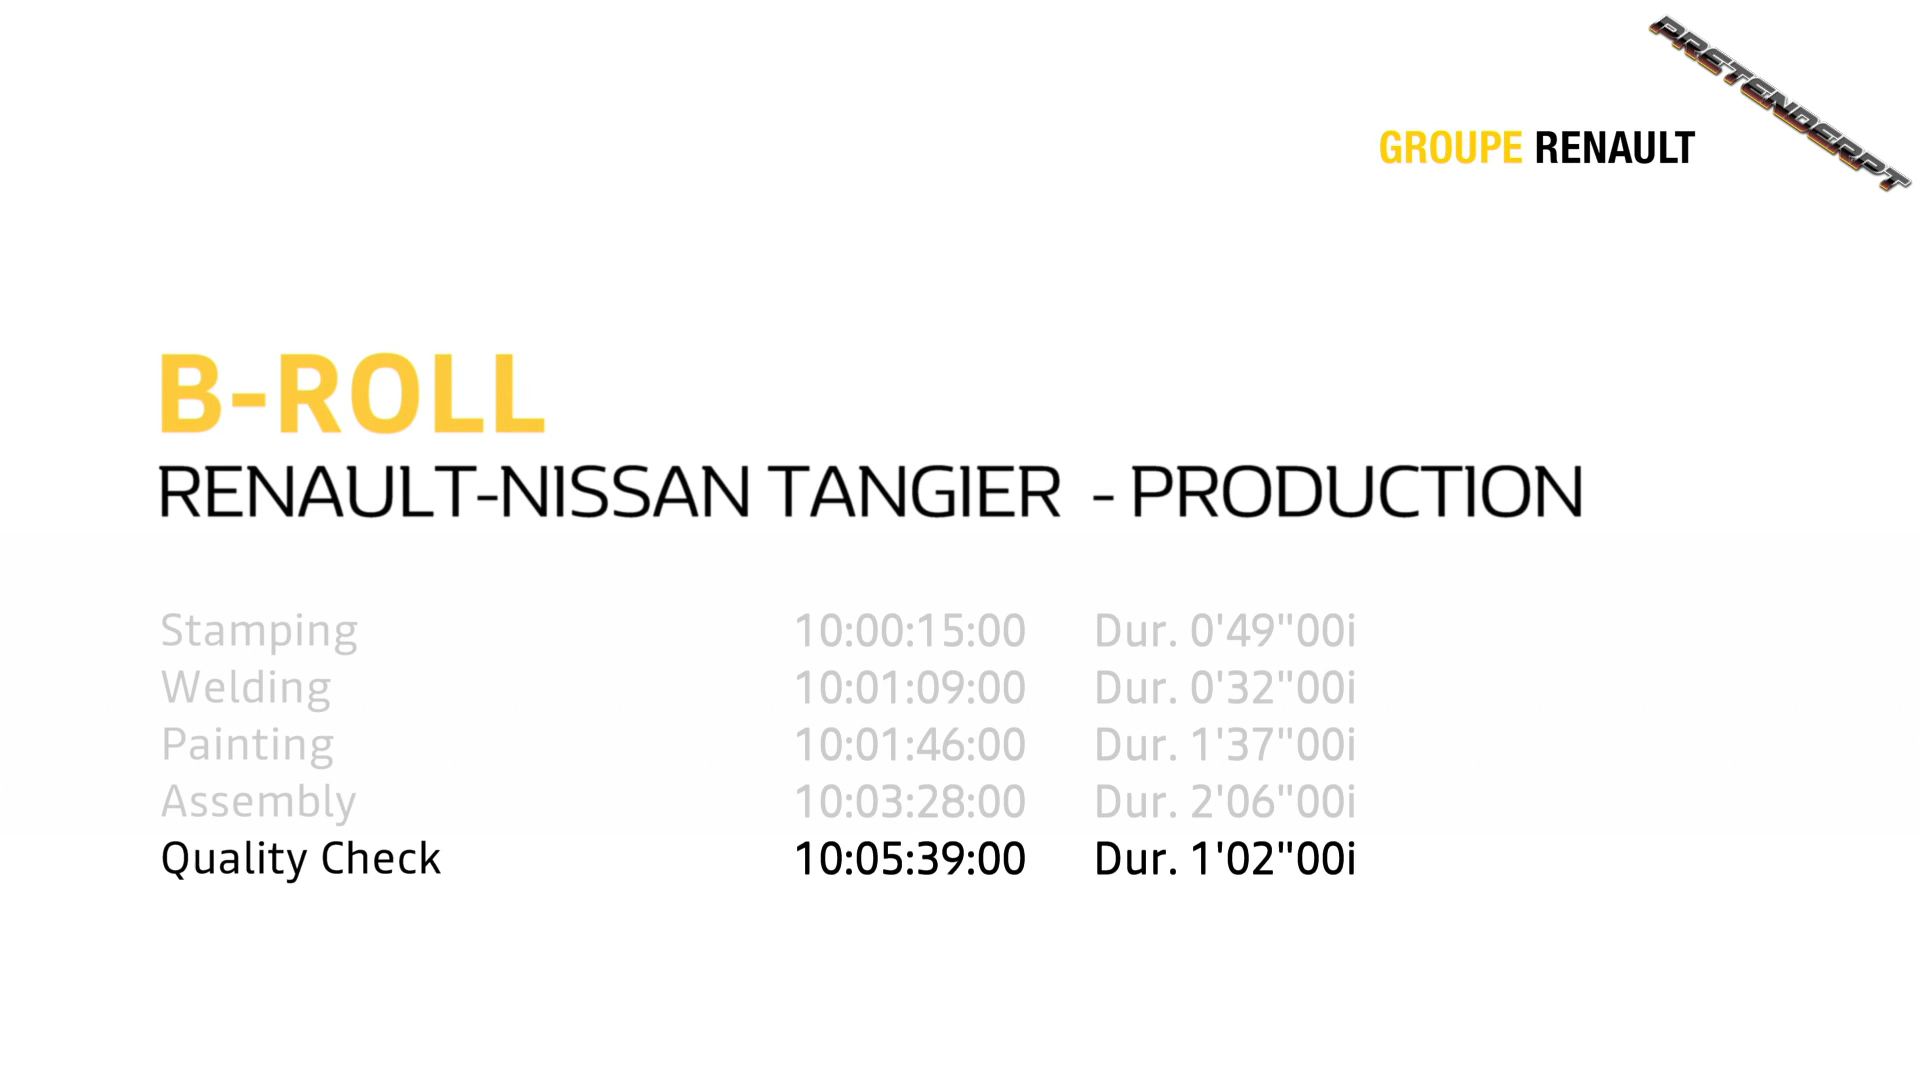 PRETENDERPT
GROUPE RENAULT
B-ROLL
RENAULT-NISSAN TANGIER - PRODUCTION
Stamping 10:00:15:00 Dur. 0'49"00i
Welding 10:01:09:00 Dur. 0'32"00i
Painting 10:01:46:00 Dur. 1'37"00i
Assembly 10:03:28:00 Dur. 2'06"00i
Quality Check 10:05:39:00 Dur. 1'02"00i